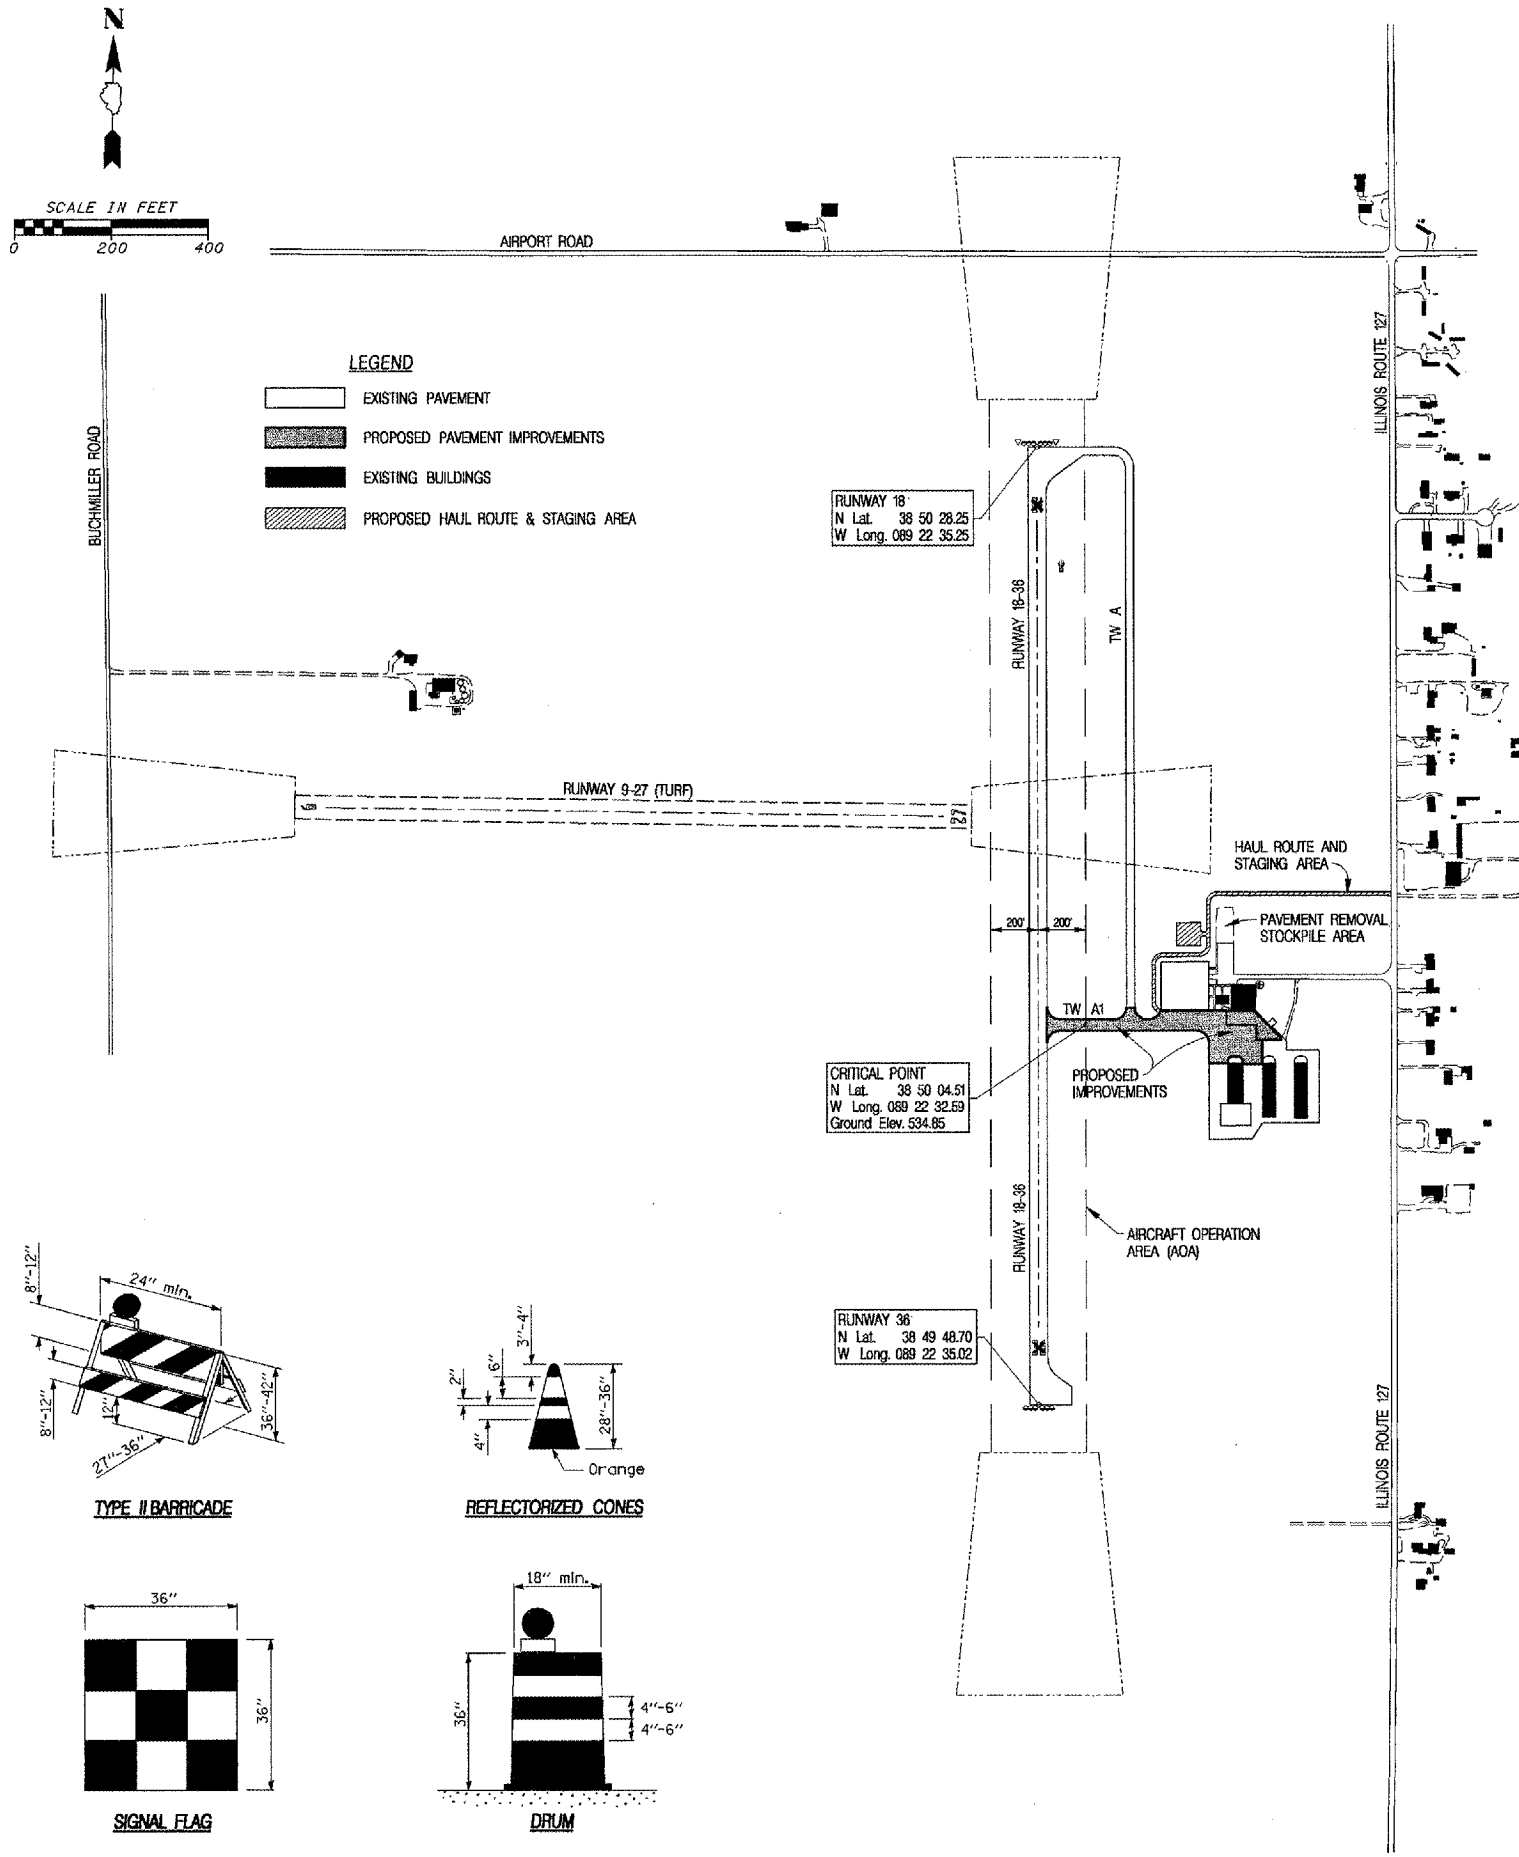 N
SCALE IN FEET
0 200 400
AIRPORT ROAD
ILLINOIS ROUTE 127
BUCHMILLER ROAD
LEGEND
EXISTING PAVEMENT
PROPOSED PAVEMENT IMPROVEMENTS
EXISTING BUILDINGS
PROPOSED HAUL ROUTE & STAGING AREA
RUNWAY 18
N Lat. 38 50 28.25
W Long. 089 22 35.25
RUNWAY 18-36
TW A
RUNWAY 9-27 (TURF)
9
27
HAUL ROUTE AND
STAGING AREA
200' 200'
PAVEMENT REMOVAL
STOCKPILE AREA
TW A1
CRITICAL POINT
N Lat. 38 50 04.51
W Long. 089 22 32.59
Ground Elev. 534.85
PROPOSED
IMPROVEMENTS
RUNWAY 18-36
AIRCRAFT OPERATION
AREA (AOA)
RUNWAY 36
N Lat. 38 49 48.70
W Long. 089 22 35.02
ILLINOIS ROUTE 127
8"-12"
24" min.
8"-12"
12"
36"-42"
27"-36"
TYPE II BARRICADE
3"-4"
6"
2"
4"
28"-36"
Orange
REFLECTORIZED CONES
36"
36"
SIGNAL FLAG
18" min.
36"
4"-6"
4"-6"
DRUM